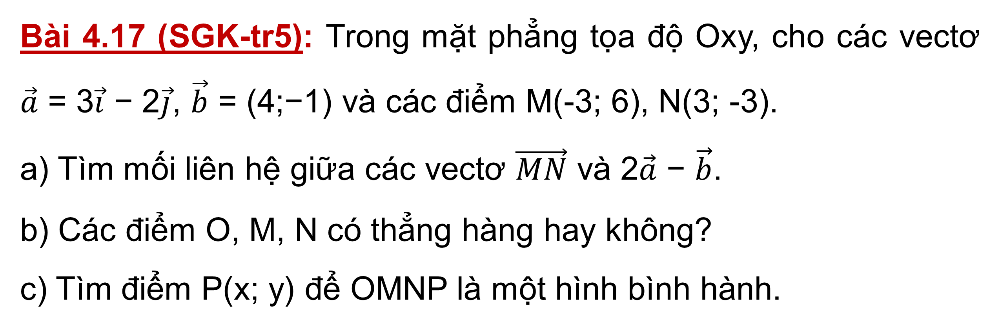 Bài 4.17 (SGK-tr5): Trong mặt phẳng tọa độ Oxy, cho các vectơ
$\vec{a}$ = 3$\vec{i}$ − 2$\vec{j}$, $\vec{b}$ = (4;−1) và các điểm M(-3; 6), N(3; -3).
a) Tìm mối liên hệ giữa các vectơ $\overrightarrow{MN}$ và 2$\vec{a}$ − $\vec{b}$.
b) Các điểm O, M, N có thẳng hàng hay không?
c) Tìm điểm P(x; y) để OMNP là một hình bình hành.